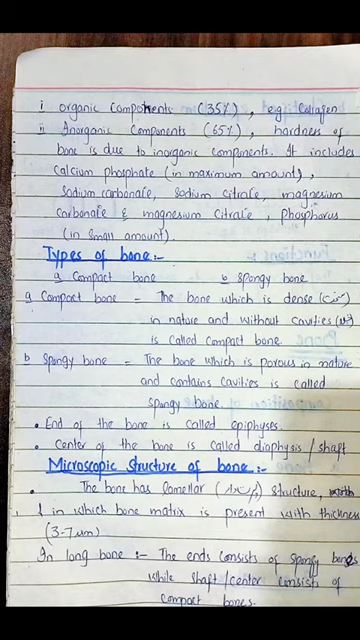 i organic components (35%), e.g Collagen
ii Inorganic Components (65%), hardness of
bone is due to inorganic components. It includes
Calcium phosphate (in maximum amount),
Sodium carbonate, Sodium citrate, magnesium
carbonate & magnesium citrate, phosphorus
(in small amount).
Types of bone:-
a Compact bone b Spongy bone
a Compact bone - The bone which is dense
in nature and without cavities
is called compact bone.
b Spongy bone - The bone which is porous in nature
and contains cavities is called
spongy bone.
• End of the bone is called epiphyses.
• Center of the bone is called diaphysis / shaft
Microscopic structure of bone:-
• The bone has lamellar structure,
& in which bone matrix is present with thickness
(3-7 μm)
In long bone :- The ends consists of spongy bones
while shaft/center consists of
compact bones.